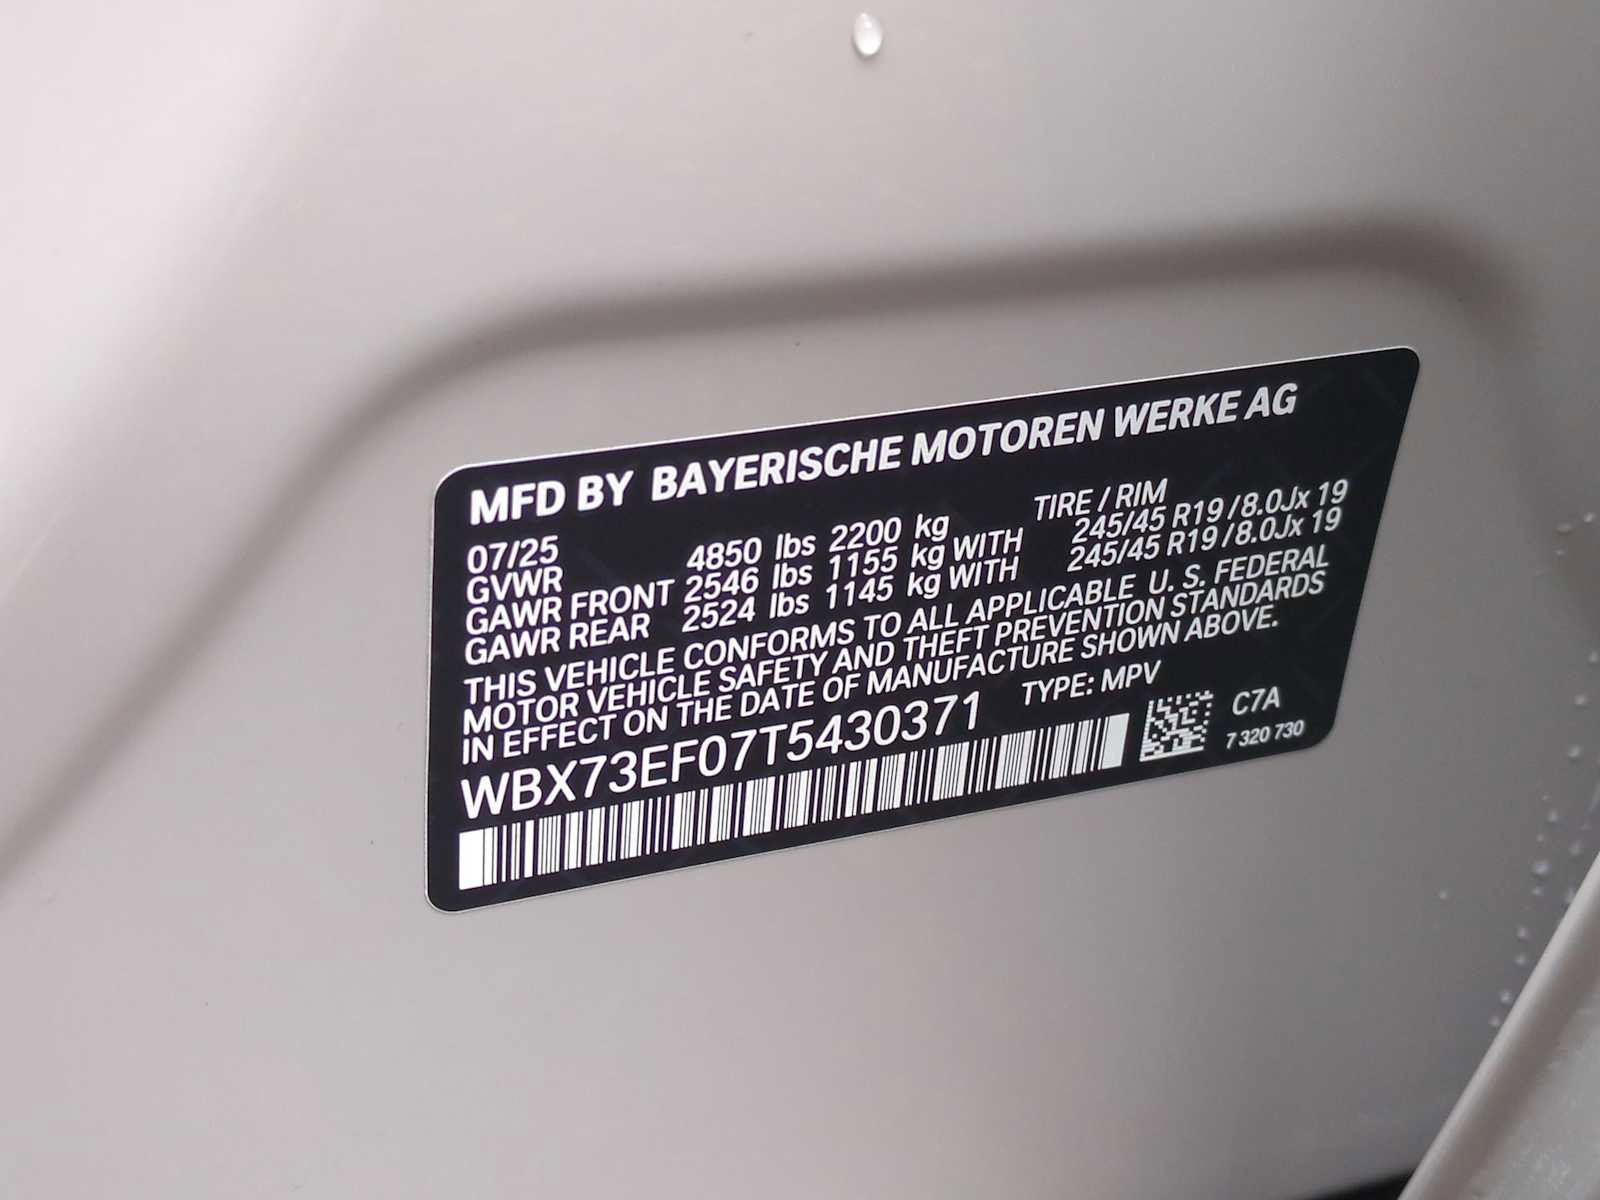 MFD BY BAYERISCHE MOTOREN WERKE AG
07/25 TIRE / RIM
GVWR 4850 lbs 2200 kg
GAWR FRONT 2546 lbs 1155 kg WITH 245/45 R19 /8.0Jx 19
GAWR REAR 2524 lbs 1145 kg WITH 245/45 R19 /8.0Jx 19
THIS VEHICLE CONFORMS TO ALL APPLICABLE U. S. FEDERAL
MOTOR VEHICLE SAFETY AND THEFT PREVENTION STANDARDS
IN EFFECT ON THE DATE OF MANUFACTURE SHOWN ABOVE.
WBX73EF07T5430371 TYPE: MPV
C7A
7 320 730